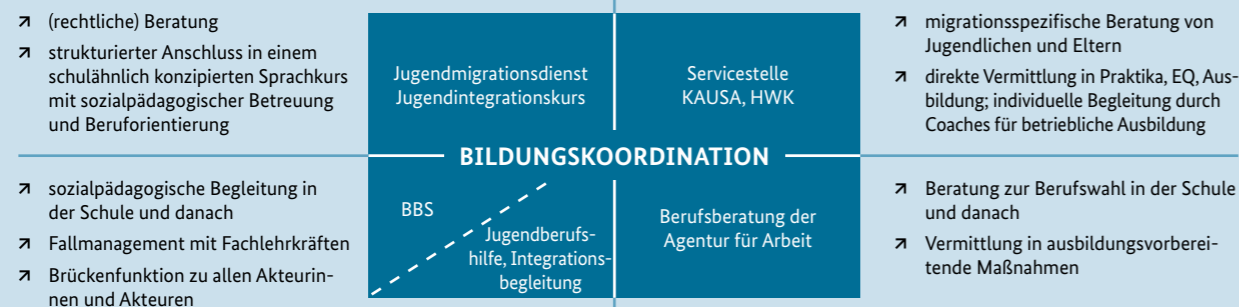 (rechtliche) Beratung
strukturierter Anschluss in einem
schulähnlich konzipierten Sprachkurs
mit sozialpädagogischer Betreuung
und Beruforientierung
Jugendmigrationsdienst
Jugendintegrationskurs
Servicestelle
KAUSA, HWK
migrationsspezifische Beratung von
Jugendlichen und Eltern
direkte Vermittlung in Praktika, EQ, Aus-
bildung; individuelle Begleitung durch
Coaches für betriebliche Ausbildung
BILDUNGSKOORDINATION
sozialpädagogische Begleitung in
der Schule und danach
Fallmanagement mit Fachlehrkräften
Brückenfunktion zu allen Akteurin-
nen und Akteuren
BBS
Jugendberufs-
hilfe, Integrations-
begleitung
Berufsberatung der
Agentur für Arbeit
Beratung zur Berufswahl in der Schule
und danach
Vermittlung in ausbildungsvorberei-
tende Maßnahmen